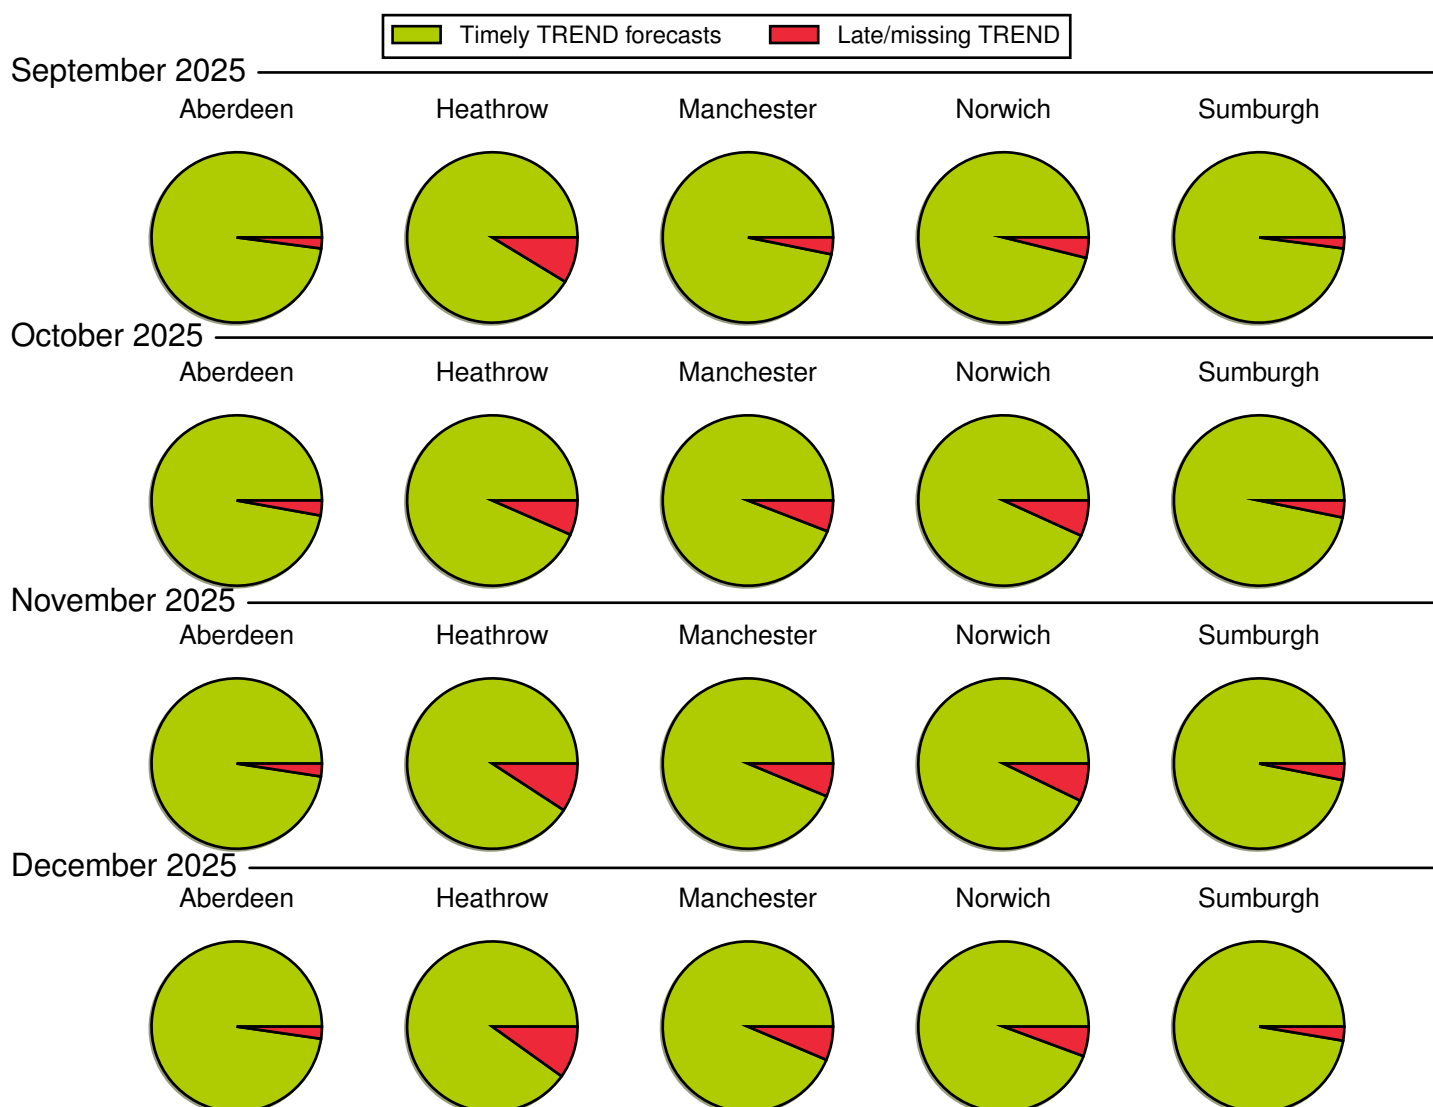 Timely TREND forecasts Late/missing TREND
September 2025
Aberdeen Heathrow Manchester Norwich Sumburgh
October 2025
Aberdeen Heathrow Manchester Norwich Sumburgh
November 2025
Aberdeen Heathrow Manchester Norwich Sumburgh
December 2025
Aberdeen Heathrow Manchester Norwich Sumburgh